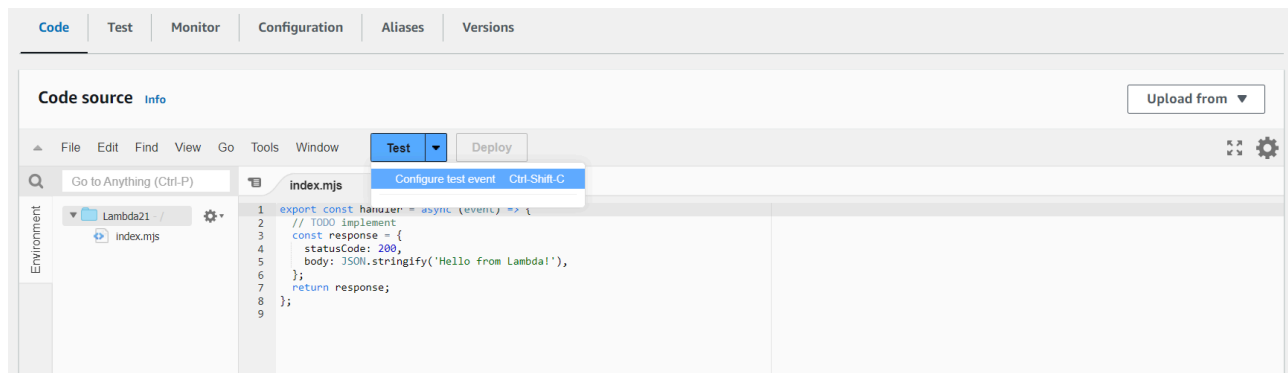 Code Test Monitor Configuration Aliases Versions
Code source Info
Upload from
File Edit Find View Go Tools Window Test Deploy
Go to Anything (Ctrl-P)
index.mjs
Configure test event Ctrl-Shift-C
Environment
Lambda21 - /
index.mjs
1 export const handler = async (event) => {
2 // TODO implement
3 const response = {
4 statusCode: 200,
5 body: JSON.stringify('Hello from Lambda!'),
6 };
7 return response;
8 };
9